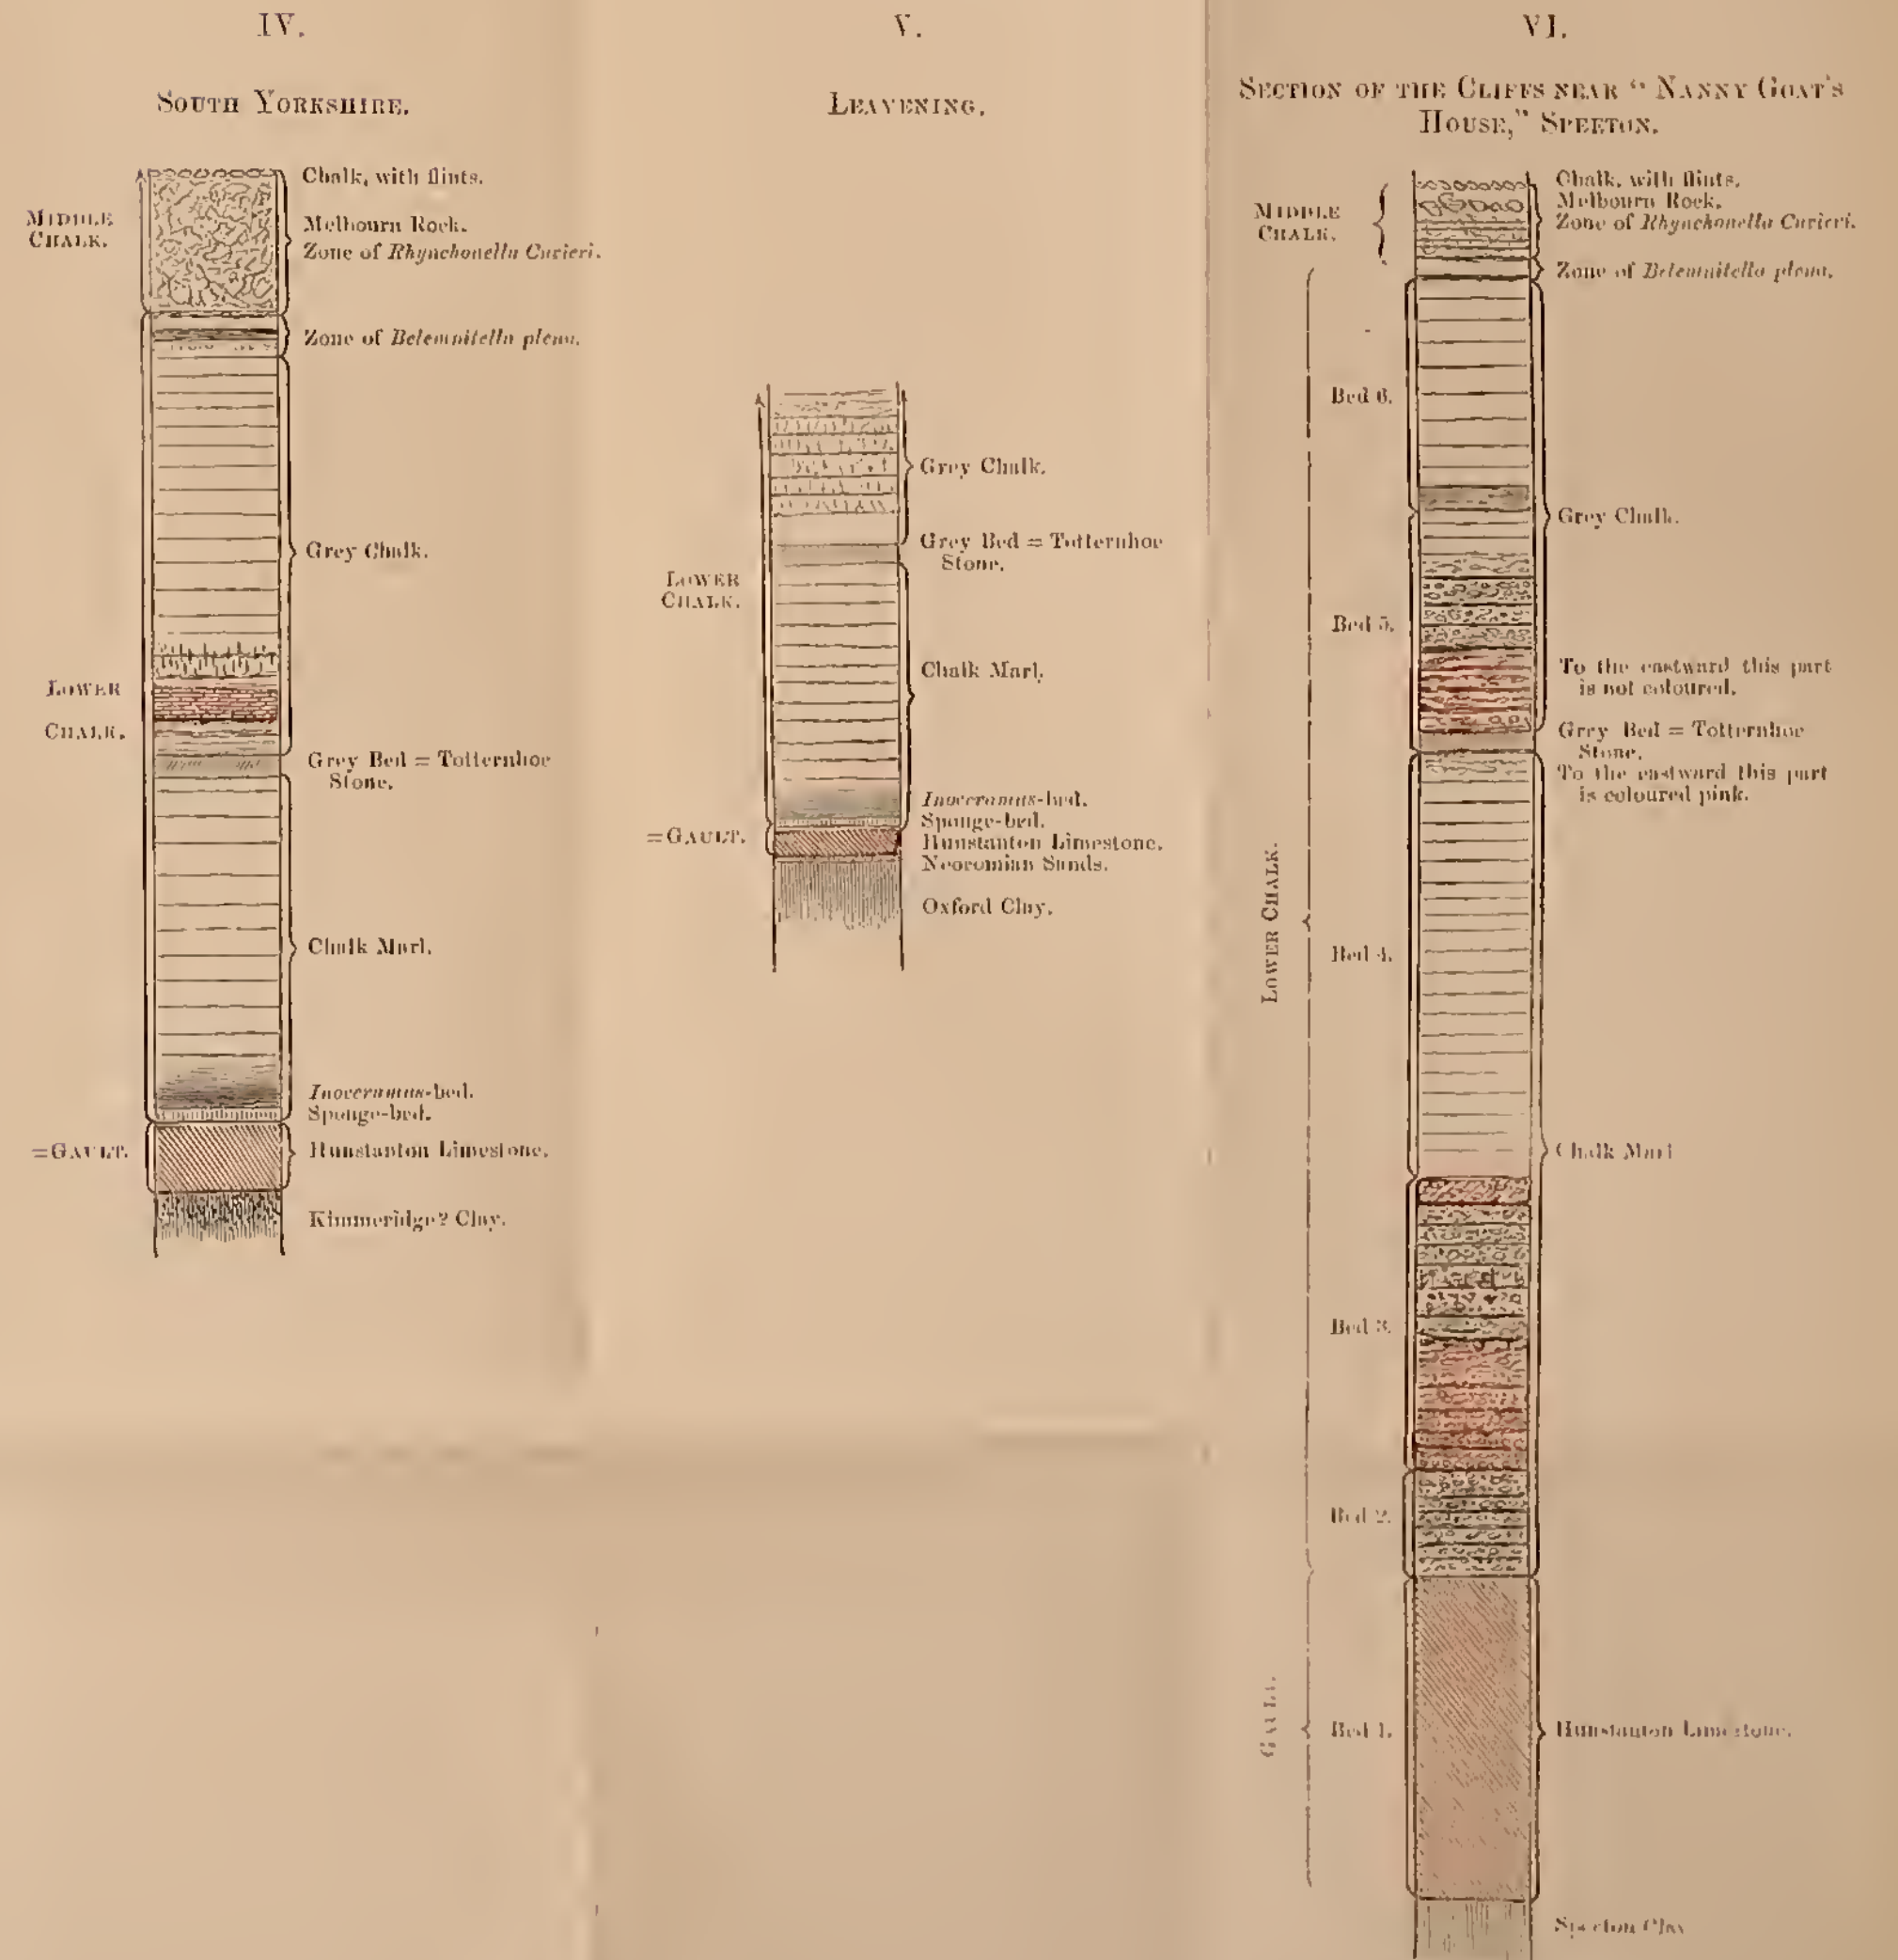 IV.
SOUTH YORKSHIRE.
MIDDLE
CHALK.
Chalk, with flints.
Melbourn Rock.
Zone of Rhynchonella Cuvieri.
Zone of Belemnitella plena.
Grey Chalk.
LOWER
CHALK.
Grey Bed = Totternhoe
Stone.
Chalk Marl.
Inoceramus-bed.
Sponge-bed.
=GAULT.
Hunstanton Limestone.
Kimmeridge? Clay.
V.
LEAVENING.
Grey Chalk.
Grey Bed = Totternhoe
Stone.
LOWER
CHALK.
Chalk Marl.
Inoceramus-bed.
Sponge-bed.
=GAULT.
Hunstanton Limestone.
Neocomian Sands.
Oxford Clay.
VI.
SECTION OF THE CLIFFS NEAR "NANNY GOAT'S
HOUSE," SPEETON.
MIDDLE
CHALK.
Chalk, with flints.
Melbourn Rock.
Zone of Rhynchonella Cuvieri.
Zone of Belemnitella plena.
Bed 6.
Grey Chalk.
Bed 5.
To the eastward this part
is not coloured.
Grey Bed = Totternhoe
Stone.
To the eastward this part
is coloured pink.
LOWER CHALK.
Bed 4.
Chalk Marl
Bed 3.
Bed 2.
GAULT.
Bed 1.
Hunstanton Limestone.
Speeton Clay